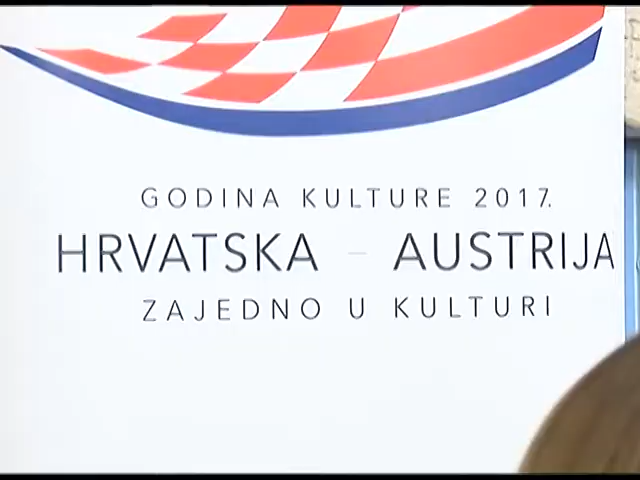 GODINA KULTURE 2017.
HRVATSKA – AUSTRIJA
ZAJEDNO U KULTURI